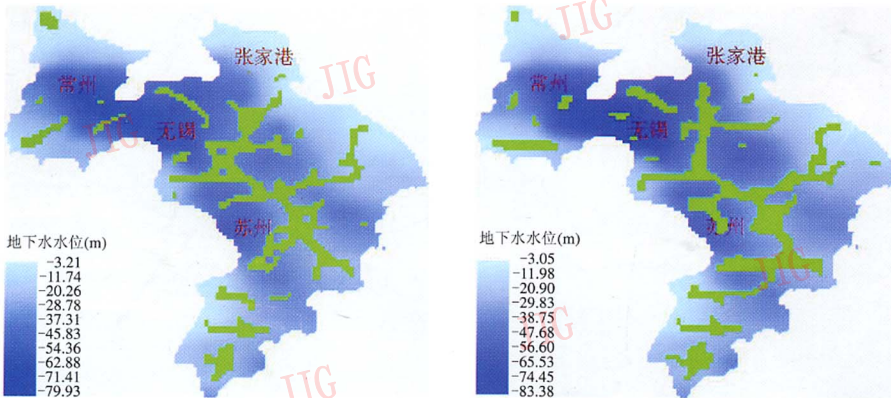 张家港
常州
无锡
苏州
地下水水位(m)
-3.21
-11.74
-20.26
-28.78
-37.31
-45.83
-54.36
-62.88
-71.41
-79.93
JIG
JIG
JIG
张家港
常州
无锡
苏州
地下水水位(m)
-3.05
-11.98
-20.90
-29.83
-38.75
-47.68
-56.60
-65.53
-74.45
-83.38
JIG
JIG
JIG